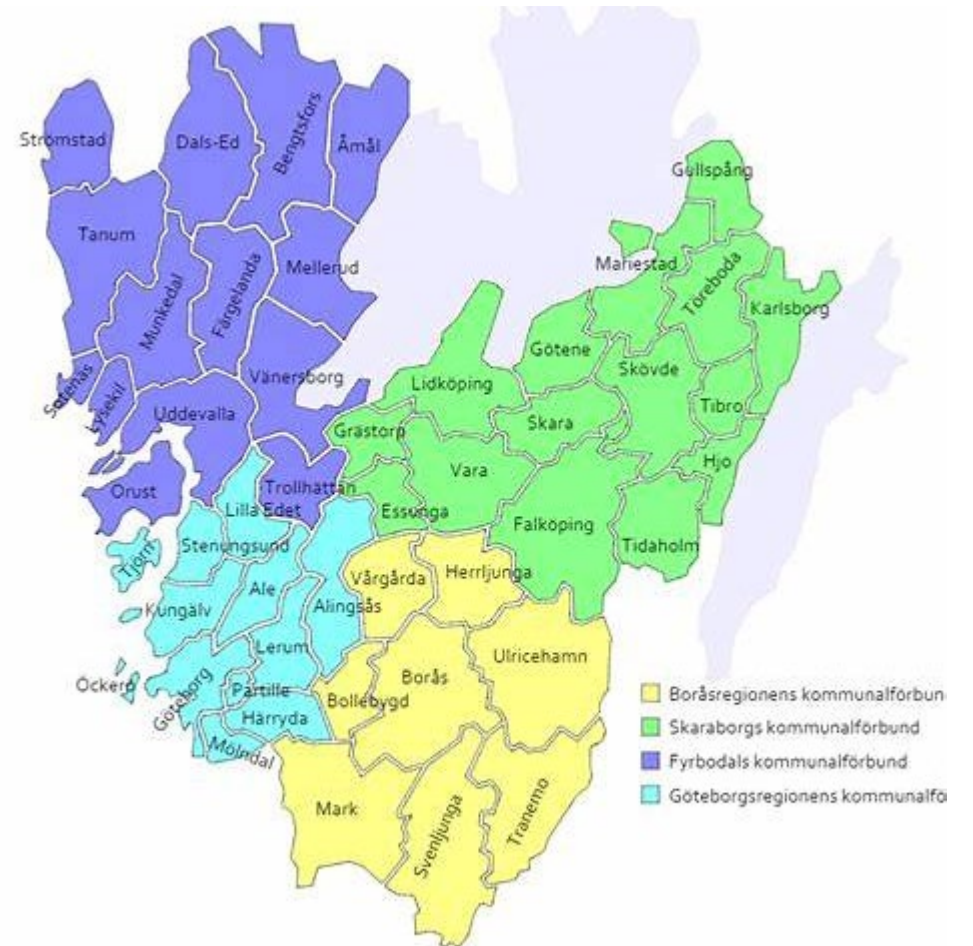 Strömstad
Dals-Ed
Bengtsfors
Åmål
Gullspång
Tanum
Munkedal
Färgelanda
Mellerud
Mariestad
Töreboda
Karlsborg
Sotenäs
Lysekil
Vänersborg
Götene
Skövde
Lidköping
Uddevalla
Grästorp
Skara
Tibro
Hjo
Vara
Orust
Trollhättan
Lilla Edet
Essunga
Falköping
Tidaholm
Stenungsund
Tjörn
Vårgårda
Herrljunga
Ale
Alingsås
Kungälv
Lerum
Ulricehamn
Öckerö
Göteborg
Partille
Borås
Bollebygd
Härryda
Mölndal
Mark
Svenljunga
Tranemo
Boråsregionens kommunalförbun
Skaraborgs kommunalförbund
Fyrbodals kommunalförbund
Göteborgsregionens kommunalfö